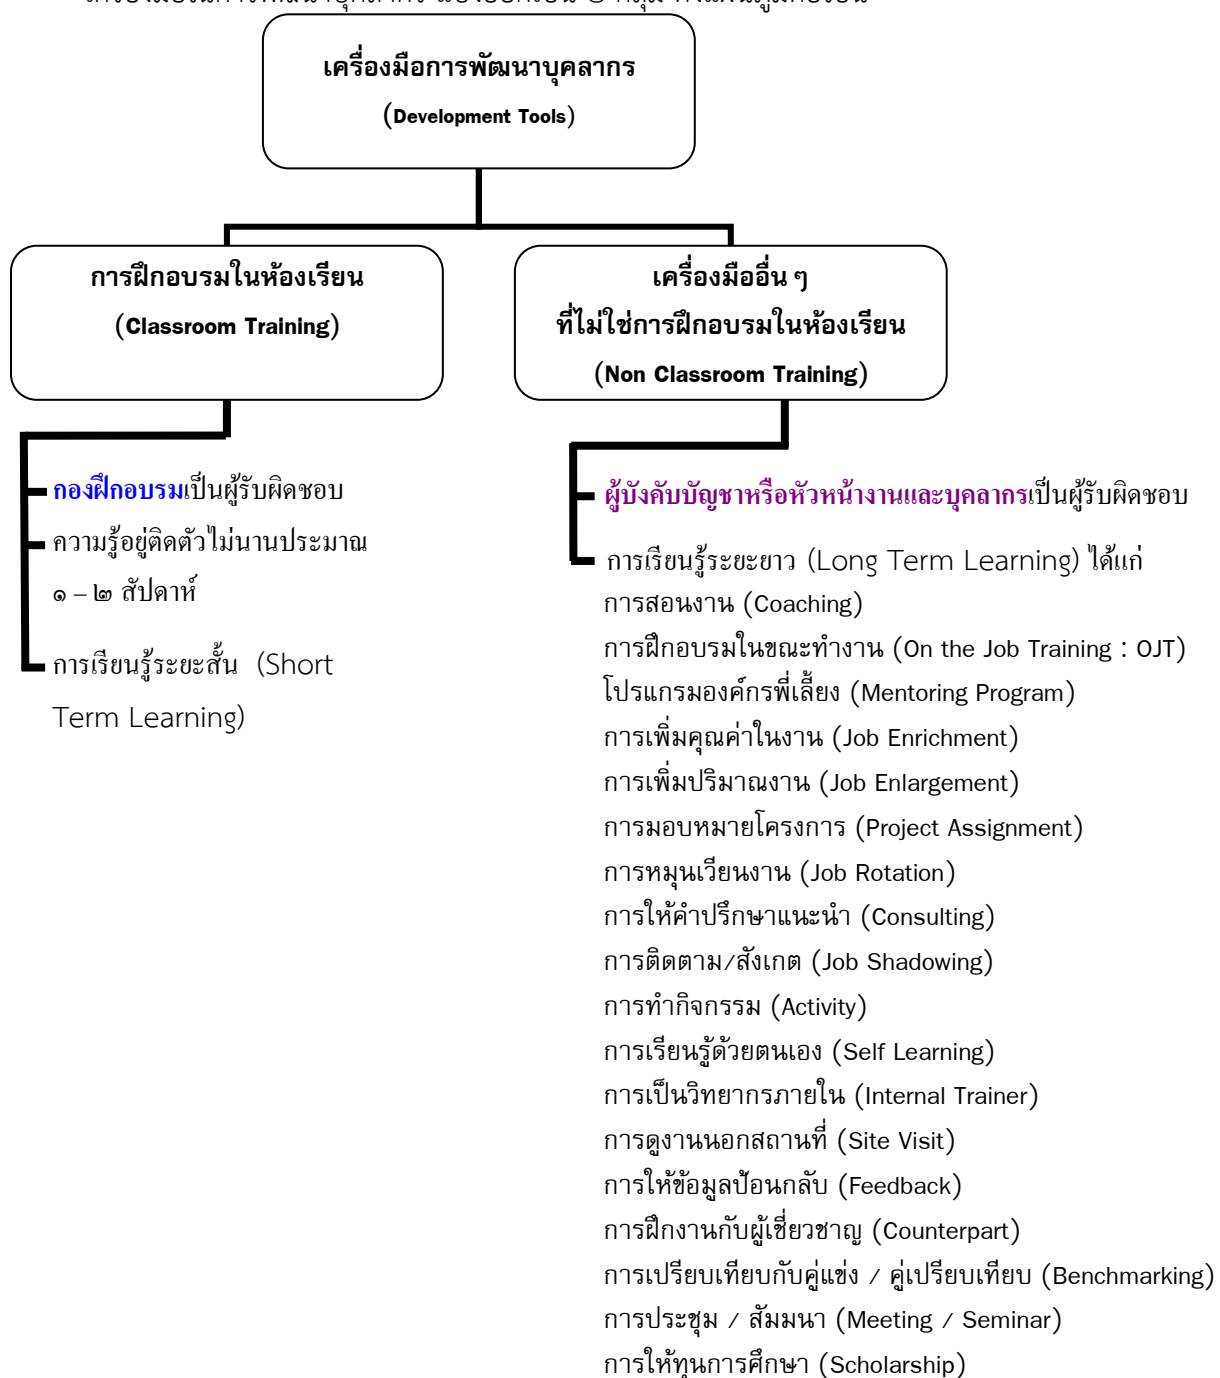 เครื่องการพัฒนาบุคลากร
(Development Tools)
การฝึกอบรมในห้องเรียน
(Classroom Training)
เครื่องมืออื่น ๆ
ที่ไม่ใช่การฝึกอบรมในห้องเรียน
(Non Classroom Training)
กองฝึกอบรมเป็นผู้รับผิดชอบ
ความรู้อยู่ติดตัวไม่นานประมาณ
๑ – ๒ สัปดาห์
การเรียนรู้ระยะสั้น (Short
Term Learning)
ผู้บังคับบัญชาหรือหัวหน้างานและบุคลากรเป็นผู้รับผิดชอบ
การเรียนรู้ระยะยาว (Long Term Learning) ได้แก่
การสอนงาน (Coaching)
การฝึกอบรมในขณะทำงาน (On the Job Training : OJT)
โปรแกรมองค์กรพี่เลี้ยง (Mentoring Program)
การเพิ่มคุณค่าในงาน (Job Enrichment)
การเพิ่มปริมาณงาน (Job Enlargement)
การมอบหมายโครงการ (Project Assignment)
การหมุนเวียนงาน (Job Rotation)
การให้คำปรึกษาแนะนำ (Consulting)
การติดตาม/สังเกต (Job Shadowing)
การทำกิจกรรม (Activity)
การเรียนรู้ด้วยตนเอง (Self Learning)
การเป็นวิทยากรภายใน (Internal Trainer)
การดูงานนอกสถานที่ (Site Visit)
การให้ข้อมูลป้อนกลับ (Feedback)
การฝึกงานกับผู้เชี่ยวชาญ (Counterpart)
การเปรียบเทียบกับคู่แข่ง / คู่เปรียบเทียบ (Benchmarking)
การประชุม / สัมมนา (Meeting / Seminar)
การให้ทุนการศึกษา (Scholarship)